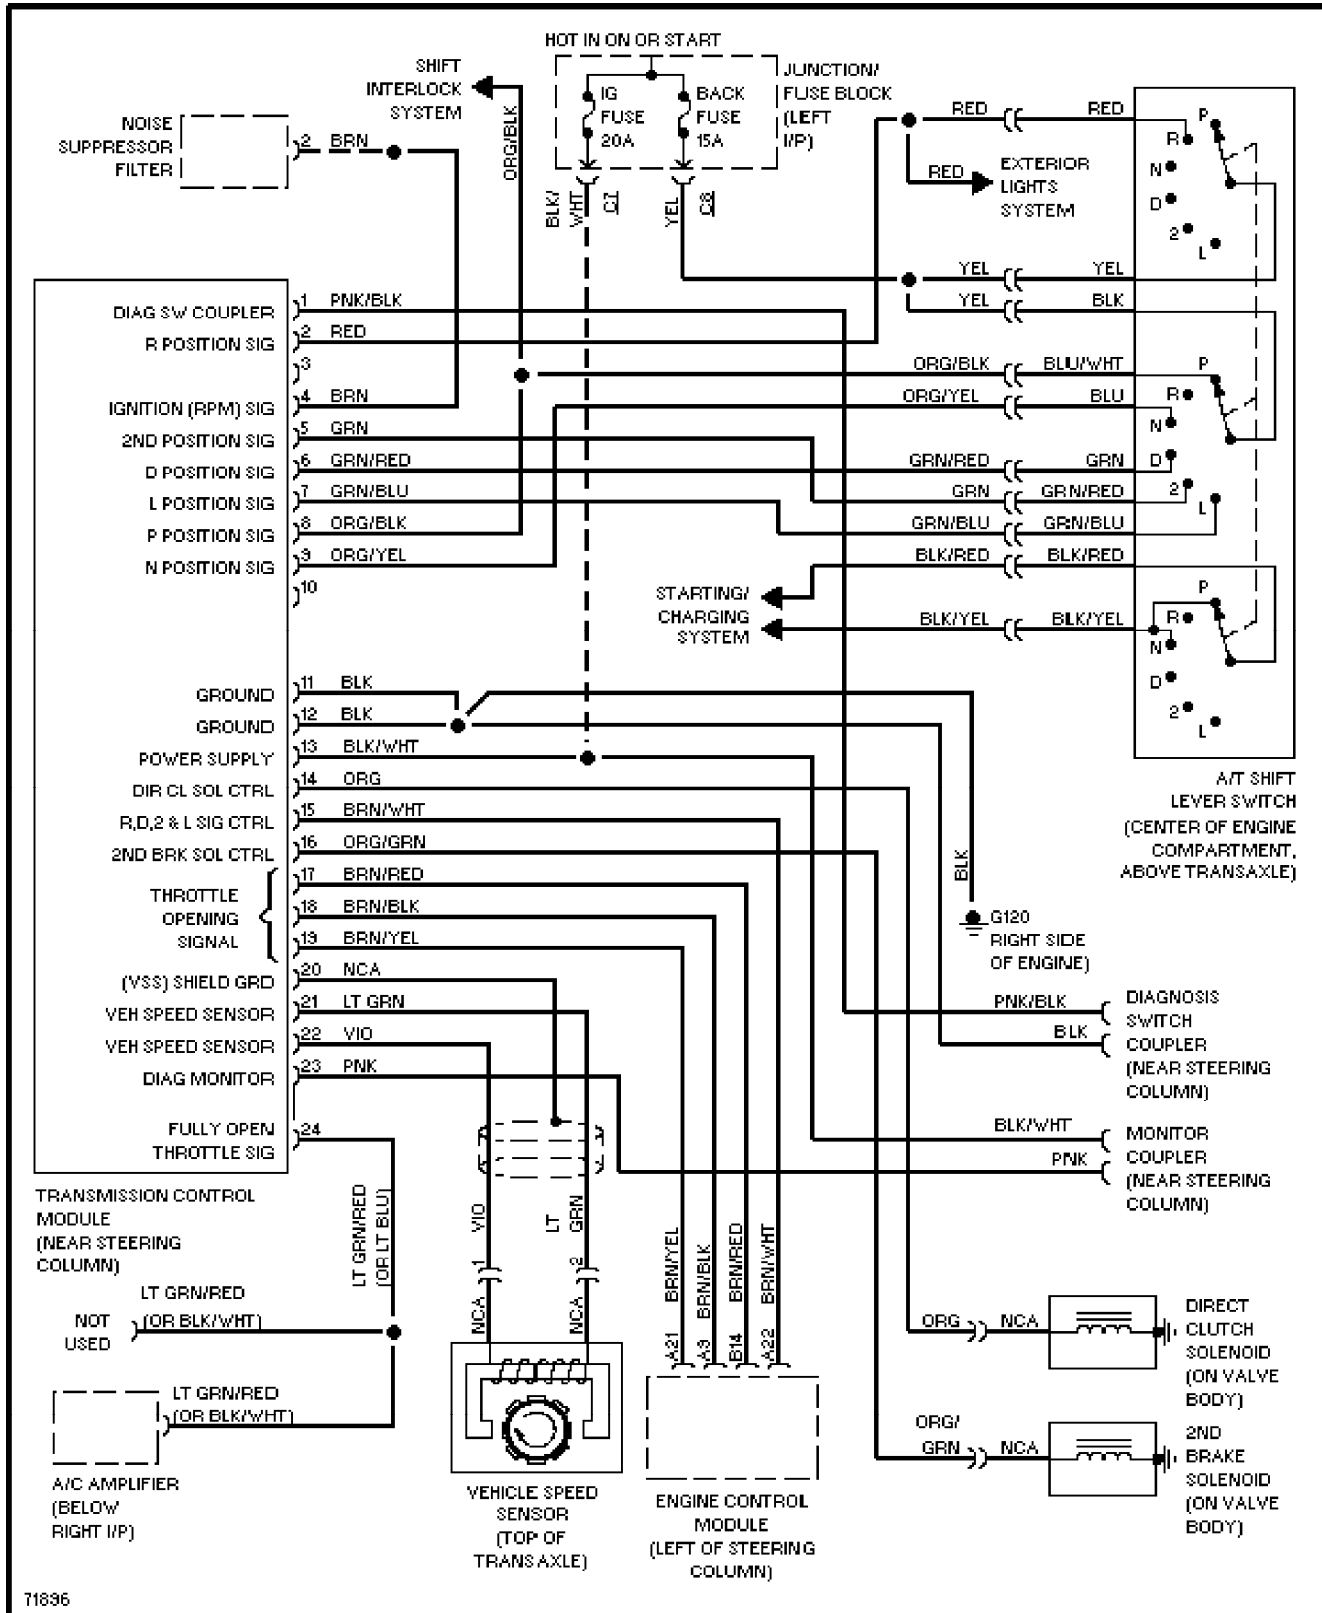 HOT IN ON OR START
SHIFT
INTERLOCK
SYSTEM
ORG/BLK
IG
FUSE
20A
BACK
FUSE
15A
JUNCTION/
FUSE BLOCK
(LEFT
I/P)
BLK/
WHT
C7
YEL
C8
NOISE
SUPPRESSOR
FILTER
2 BRN
RED RED
RED
EXTERIOR
LIGHTS
SYSTEM
YEL YEL
YEL BLK
ORG/BLK BLU/WHT
ORG/YEL BLU
GRN/RED GRN
GRN GRN/RED
GRN/BLU GRN/BLU
BLK/RED BLK/RED
BLK/YEL BLK/YEL
STARTING/
CHARGING
SYSTEM
P
R
N
D
2
L
P
R
N
D
2
L
P
R
N
D
2
L
A/T SHIFT
LEVER SWITCH
(CENTER OF ENGINE
COMPARTMENT,
ABOVE TRANSAXLE)
DIAG SW COUPLER 1 PNK/BLK
R POSITION SIG 2 RED
3
IGNITION (RPM) SIG 4 BRN
2ND POSITION SIG 5 GRN
D POSITION SIG 6 GRN/RED
L POSITION SIG 7 GRN/BLU
P POSITION SIG 8 ORG/BLK
N POSITION SIG 9 ORG/YEL
10
GROUND 11 BLK
GROUND 12 BLK
POWER SUPPLY 13 BLK/WHT
DIR CL SOL CTRL 14 ORG
R,D,2 & L SIG CTRL 15 BRN/WHT
2ND BRK SOL CTRL 16 ORG/GRN
THROTTLE
OPENING
SIGNAL
17 BRN/RED
18 BRN/BLK
19 BRN/YEL
(VSS) SHIELD GRD 20 NCA
VEH SPEED SENSOR 21 LT GRN
VEH SPEED SENSOR 22 VIO
DIAG MONITOR 23 PNK
FULLY OPEN
THROTTLE SIG
24
TRANSMISSION CONTROL
MODULE
(NEAR STEERING
COLUMN)
LT GRN/RED
(OR LT BLU)
LT GRN/RED
(OR BLK/WHT)
NOT
USED
LT GRN/RED
(OR BLK/WHT)
A/C AMPLIFIER
(BELOW
RIGHT I/P)
VIO
LT
GRN
1
2
NCA
NCA
VEHICLE SPEED
SENSOR
(TOP OF
TRANSAXLE)
BRN/YEL
BRN/BLK
BRN/RED
BRN/WHT
A21
A9
B14
A22
ENGINE CONTROL
MODULE
(LEFT OF STEERING
COLUMN)
BLK
G120
RIGHT SIDE
OF ENGINE)
PNK/BLK
BLK
DIAGNOSIS
SWITCH
COUPLER
(NEAR STEERING
COLUMN)
BLK/WHT
PNK
MONITOR
COUPLER
(NEAR STEERING
COLUMN)
ORG NCA
DIRECT
CLUTCH
SOLENOID
(ON VALVE
BODY)
ORG/
GRN NCA
2ND
BRAKE
SOLENOID
(ON VALVE
BODY)
71896